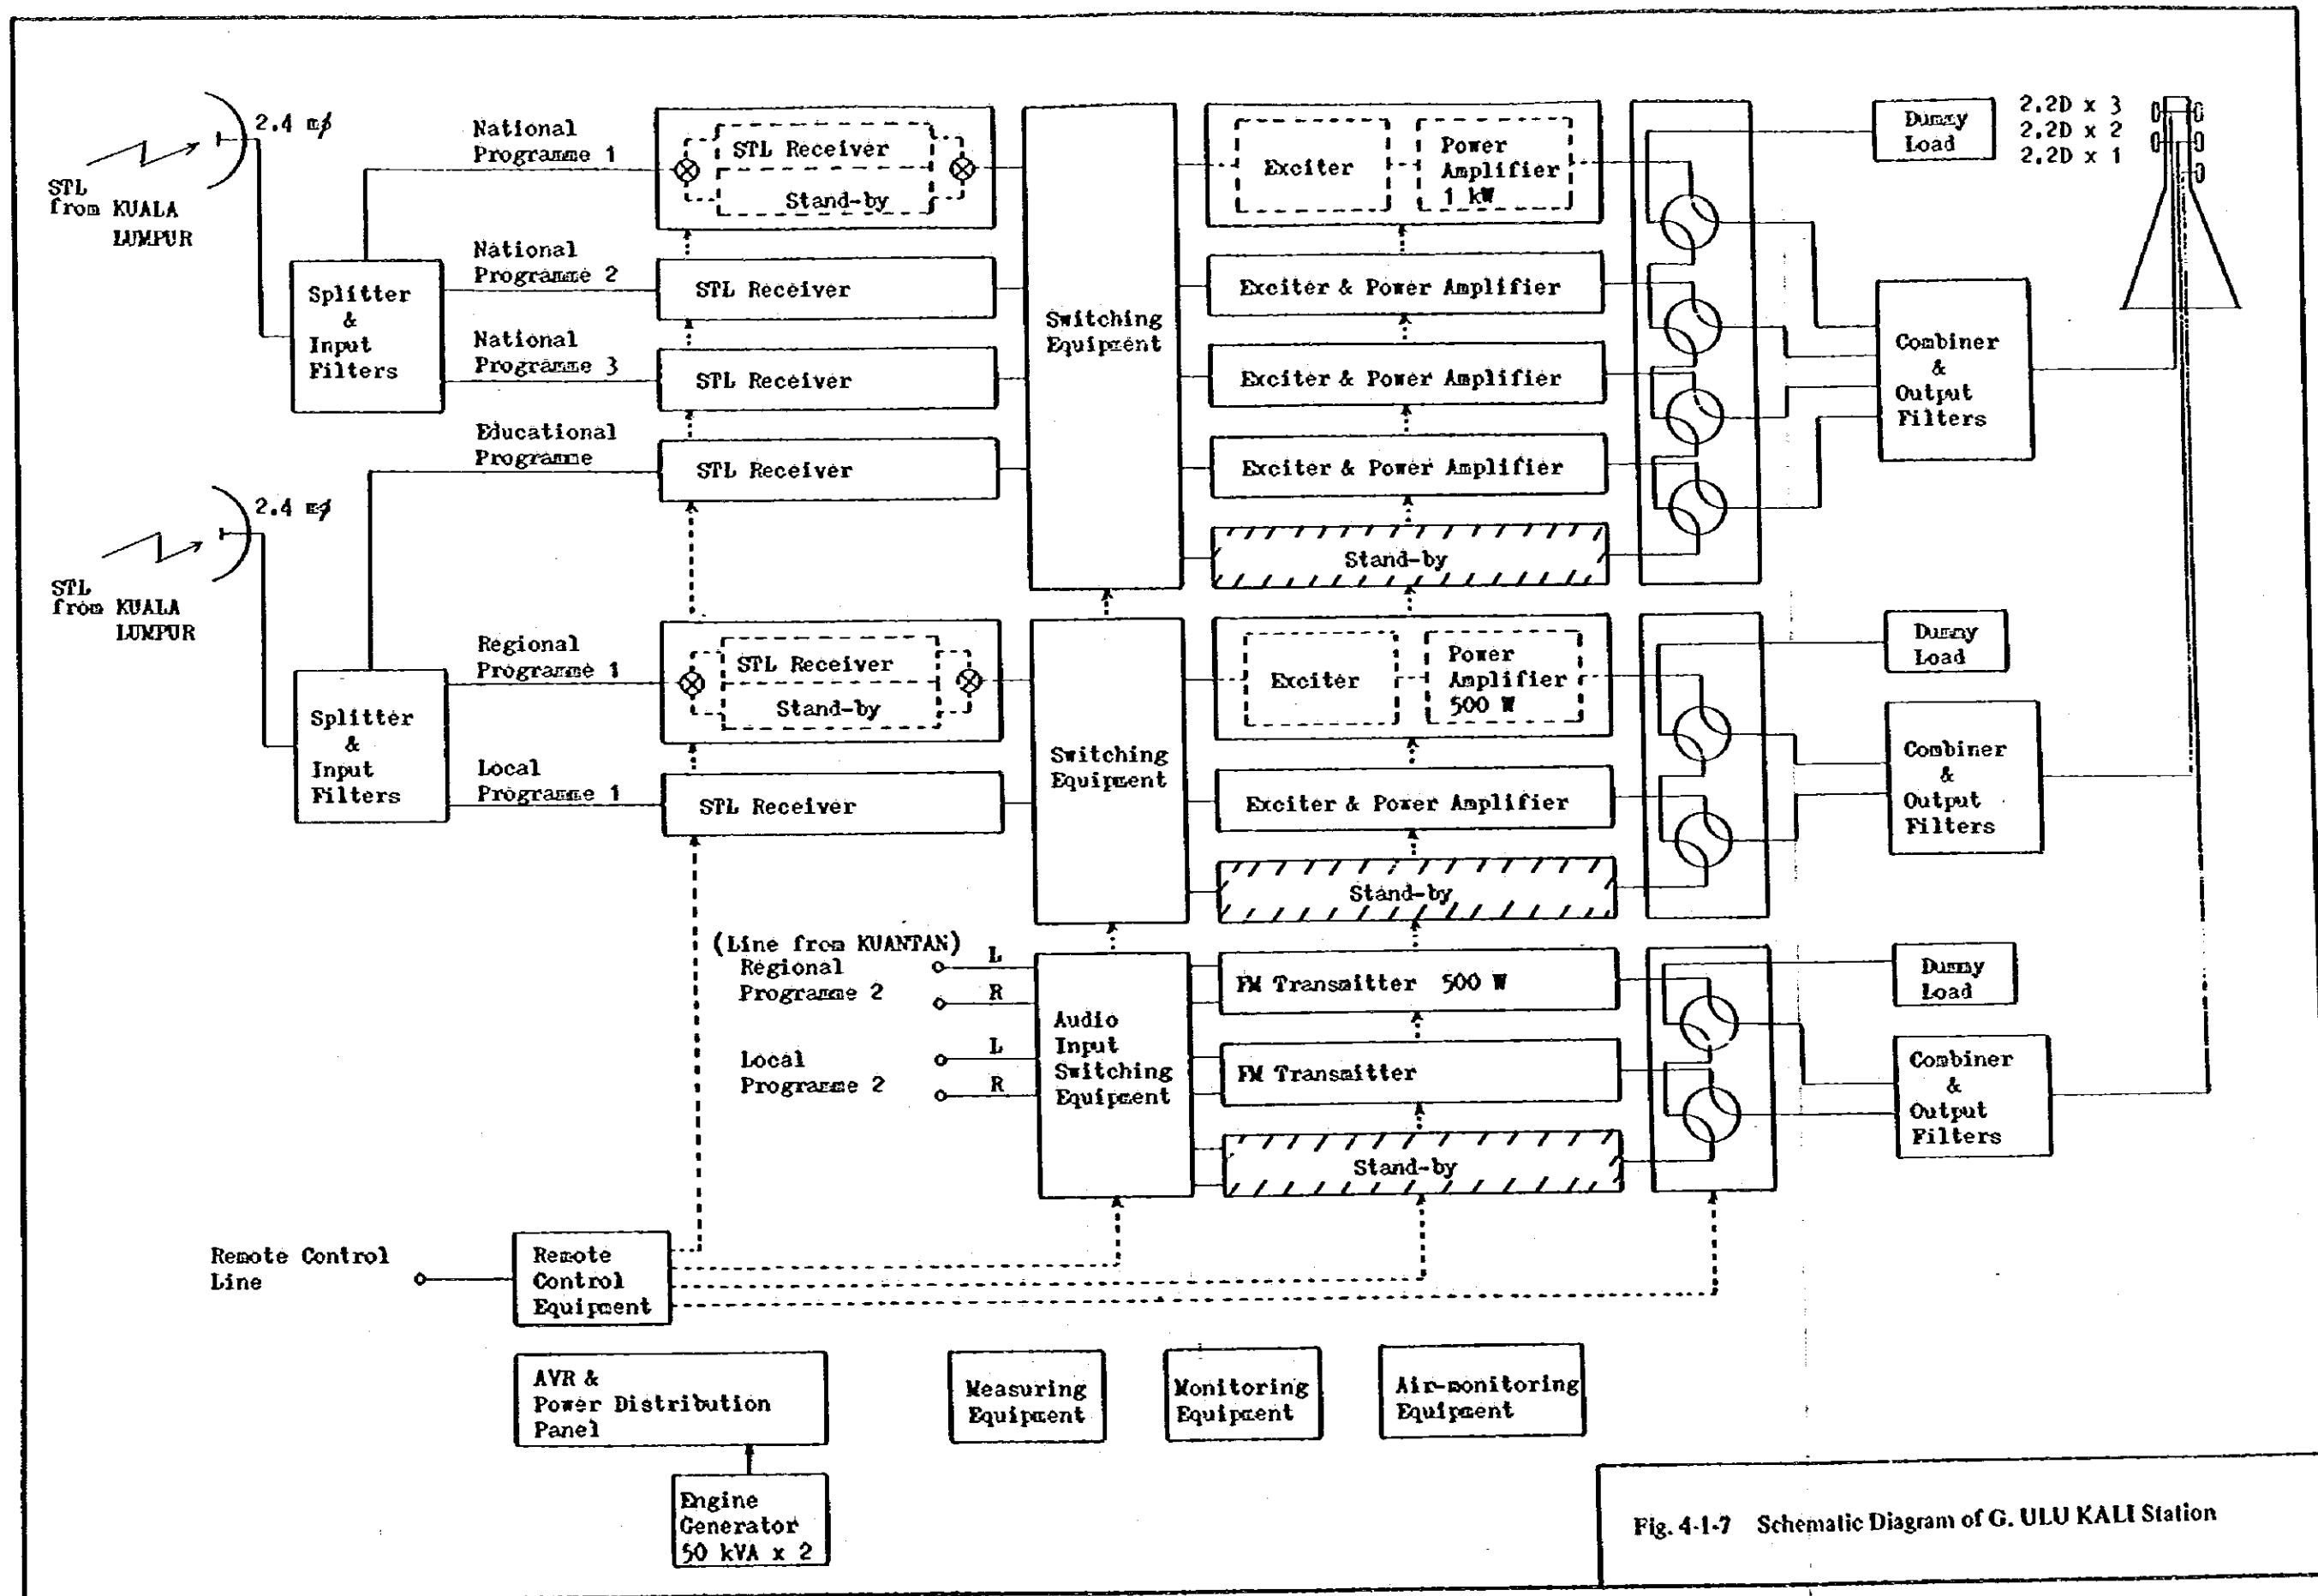 2.4 mφ
STL
from KUALA
LUMPUR
National
Programme 1
National
Programme 2
National
Programme 3
Educational
Programme
Splitter
&
Input
Filters
STL Receiver
Stand-by
STL Receiver
STL Receiver
STL Receiver
Switching
Equipment
Exciter
Power
Amplifier
1 kW
Exciter & Power Amplifier
Exciter & Power Amplifier
Exciter & Power Amplifier
Stand-by
Dummy
Load
2.2D x 3
2.2D x 2
2.2D x 1
Combiner
&
Output
Filters
2.4 mφ
STL
from KUALA
LUMPUR
Splitter
&
Input
Filters
Regional
Programme 1
Local
Programme 1
STL Receiver
Stand-by
STL Receiver
Switching
Equipment
Exciter
Power
Amplifier
500 W
Exciter & Power Amplifier
Stand-by
Dummy
Load
Combiner
&
Output
Filters
(Line from KUANTAN)
Regional
Programme 2
L
R
Local
Programme 2
L
R
Audio
Input
Switching
Equipment
FM Transmitter 500 W
FM Transmitter
Stand-by
Dummy
Load
Combiner
&
Output
Filters
Remote Control
Line
Remote
Control
Equipment
AVR &
Power Distribution
Panel
Engine
Generator
50 kVA x 2
Measuring
Equipment
Monitoring
Equipment
Air-monitoring
Equipment
Fig. 4-1-7 Schematic Diagram of G. ULU KALI Station